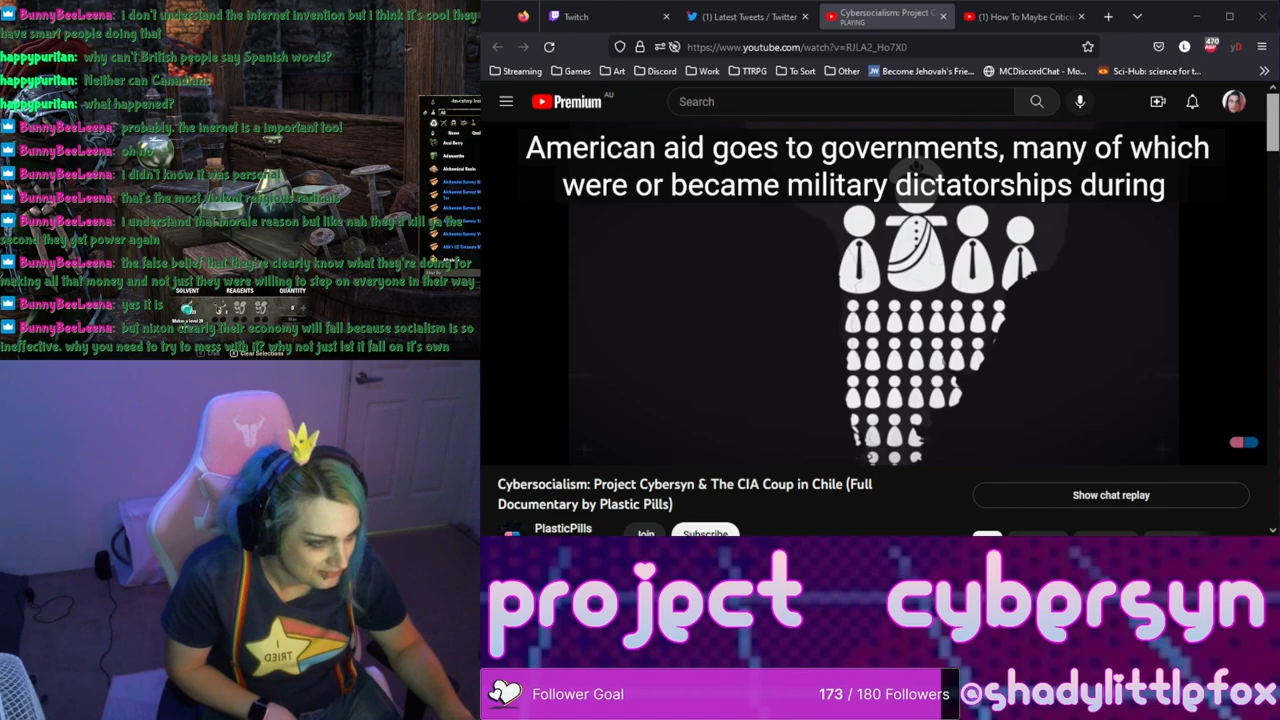 BunnyBeeLeena: i don't understand the internet invention but i think it's cool they
have smart people doing that
happypuritan: why can't British people say Spanish words?
happypuritan: Neither can Canadians
happypuritan: what happened?
BunnyBeeLeena: probably. the inernet is a important tool
BunnyBeeLeena: oh no
BunnyBeeLeena: i didn't know it was personal
BunnyBeeLeena: that's the most violent religious radicals
BunnyBeeLeena: i understand that morale reason but like nah they'd kill ya the
second they get power again
BunnyBeeLeena: the false belief that they're clearly know what they're doing for
making all that money and not just they were willing to step on everyone in their way
BunnyBeeLeena: yes it is
BunnyBeeLeena: but nixon clearly their economy will fall because socialism is so
ineffective. why you need to try to mess with it? why not just let it fall on it's own
SOLVENT REAGENTS QUANTITY
Clear Selections
I
TRIED
Twitch
(1) Latest Tweets / Twitter
Cybersocialism: Project C
PLAYING
(1) How To Maybe Critici
https://www.youtube.com/watch?v=RJLA2_Ho7X0
470
Streaming Games Art Discord Work TTRPG To Sort Other Become Jehovah's Frie... MCDiscordChat - Mo... Sci-Hub: science for t...
Premium AU
Search
American aid goes to governments, many of which
were or became military dictatorships during
Cybersocialism: Project Cybersyn & The CIA Coup in Chile (Full
Documentary by Plastic Pills)
Show chat replay
PlasticPills
Join
Subscribe
project cybersyn
Follower Goal 173 / 180 Followers
@shadylittlefox